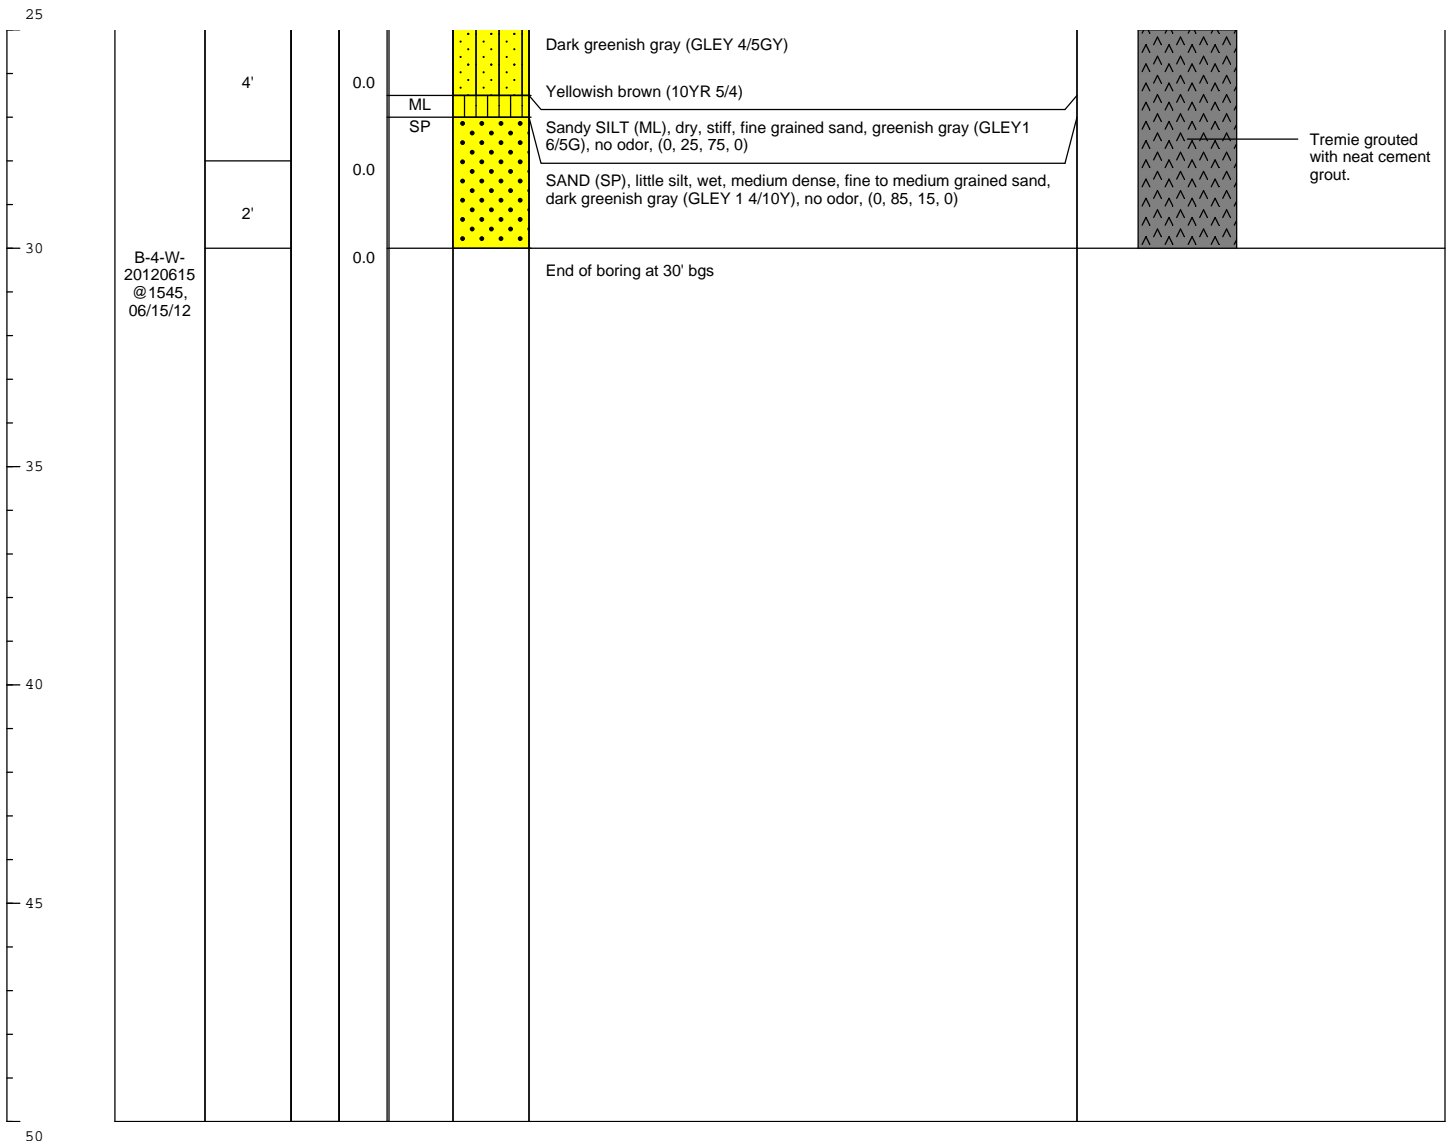 25
Dark greenish gray (GLEY 4/5GY)
4'
0.0
Yellowish brown (10YR 5/4)
ML
SP
Sandy SILT (ML), dry, stiff, fine grained sand, greenish gray (GLEY1
6/5G), no odor, (0, 25, 75, 0)
Tremie grouted
with neat cement
grout.
0.0
SAND (SP), little silt, wet, medium dense, fine to medium grained sand,
dark greenish gray (GLEY 1 4/10Y), no odor, (0, 85, 15, 0)
2'
30
B-4-W-
20120615
@1545,
06/15/12
0.0
End of boring at 30' bgs
35
40
45
50